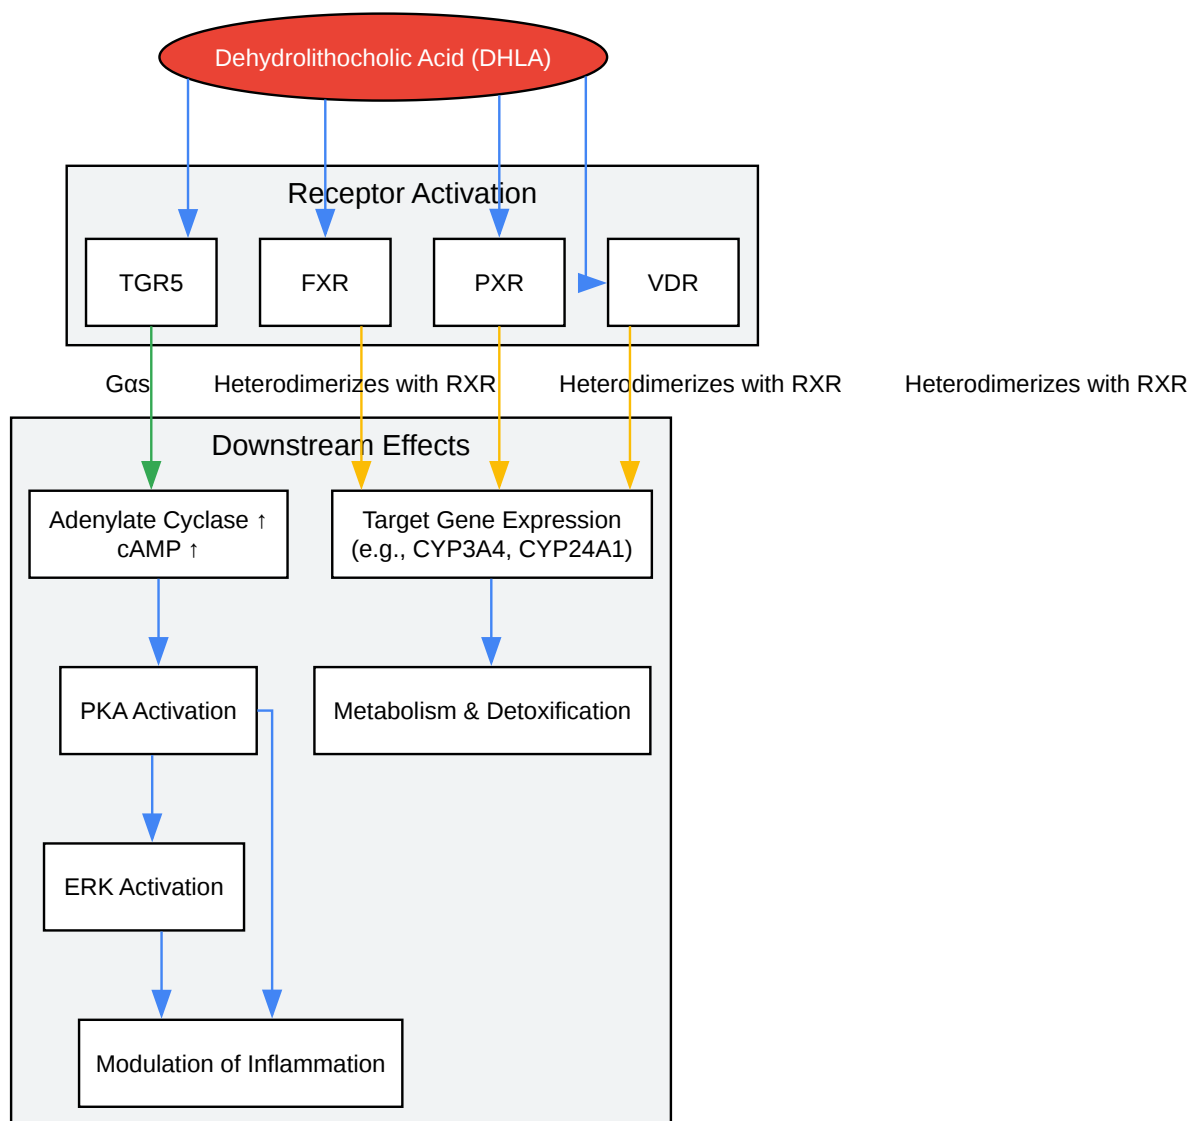 Dehydrolithocholic Acid (DHLA)
Receptor Activation
TGR5
FXR
PXR
VDR
Gαs
Heterodimerizes with RXR
Heterodimerizes with RXR
Heterodimerizes with RXR
Downstream Effects
Adenylate Cyclase ↑
cAMP ↑
Target Gene Expression
(e.g., CYP3A4, CYP24A1)
PKA Activation
Metabolism & Detoxification
ERK Activation
Modulation of Inflammation